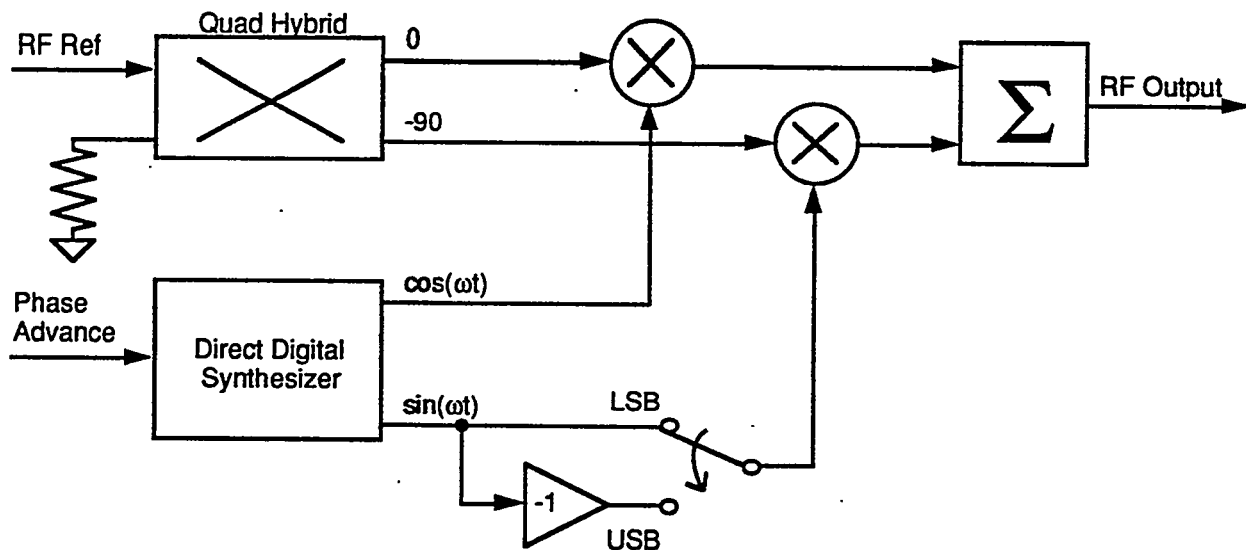 Quad Hybrid
RF Ref
0
-90
Σ
RF Output
Phase
Advance
Direct Digital
Synthesizer
cos(ωt)
sin(ωt)
LSB
-1
USB